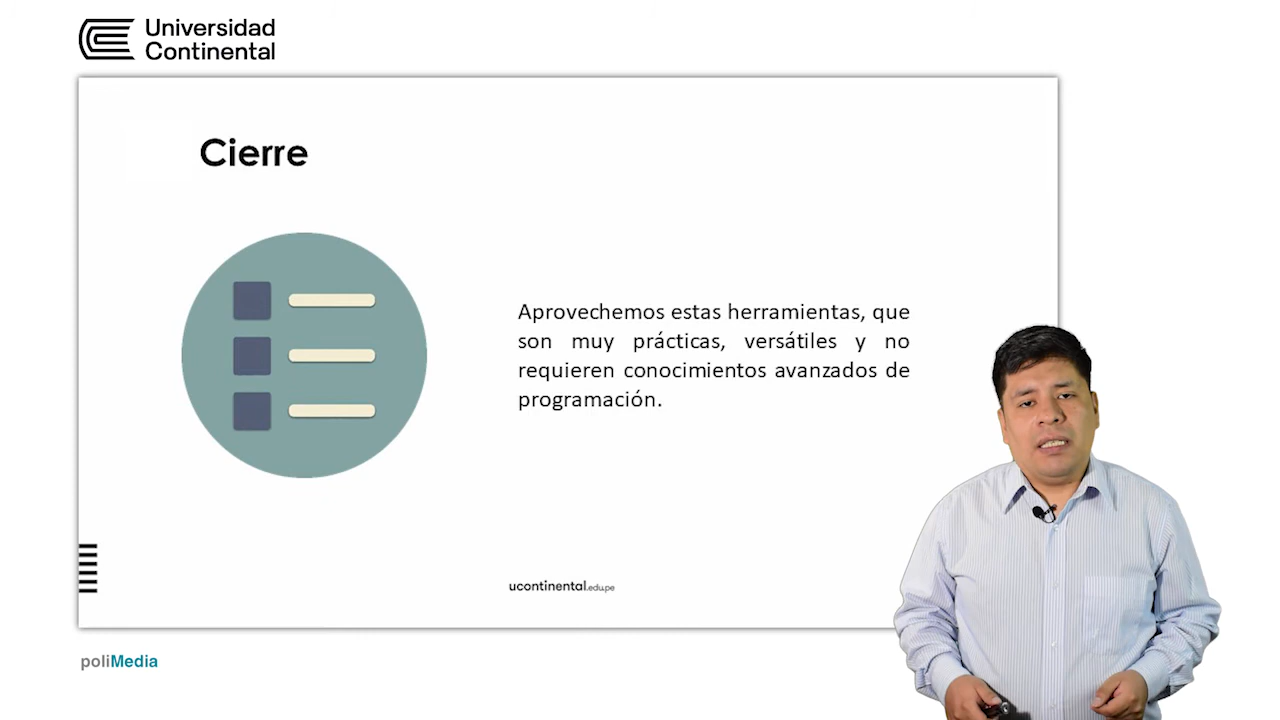 Universidad
Continental
Cierre
Aprovechemos estas herramientas, que
son muy prácticas, versátiles y no
requieren conocimientos avanzados de
programación.
ucontinental.edu.pe
poliMedia